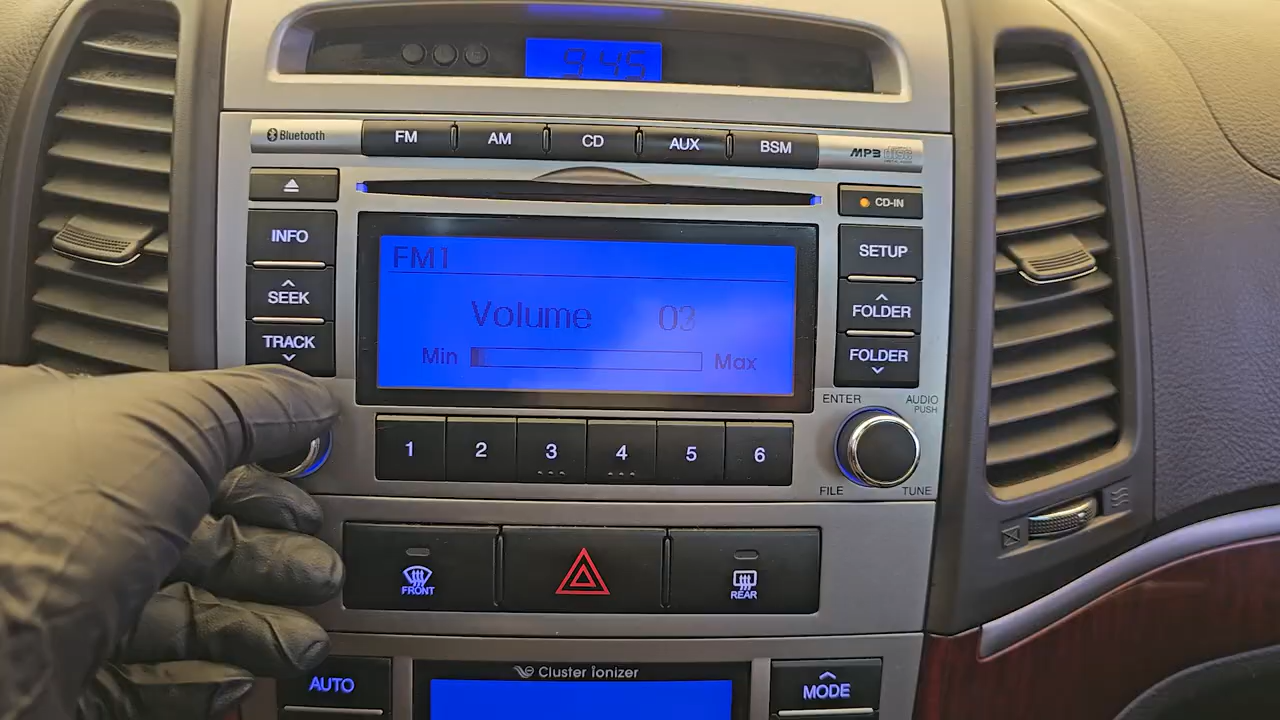 9:45
Bluetooth
FM AM CD AUX BSM
MP3 disc
CD-IN
INFO
SEEK
TRACK
FM1
Volume 03
Min Max
SETUP
FOLDER
FOLDER
ENTER AUDIO
PUSH
FILE TUNE
1 2 3 4 5 6
FRONT
REAR
Cluster ionizer
AUTO
MODE